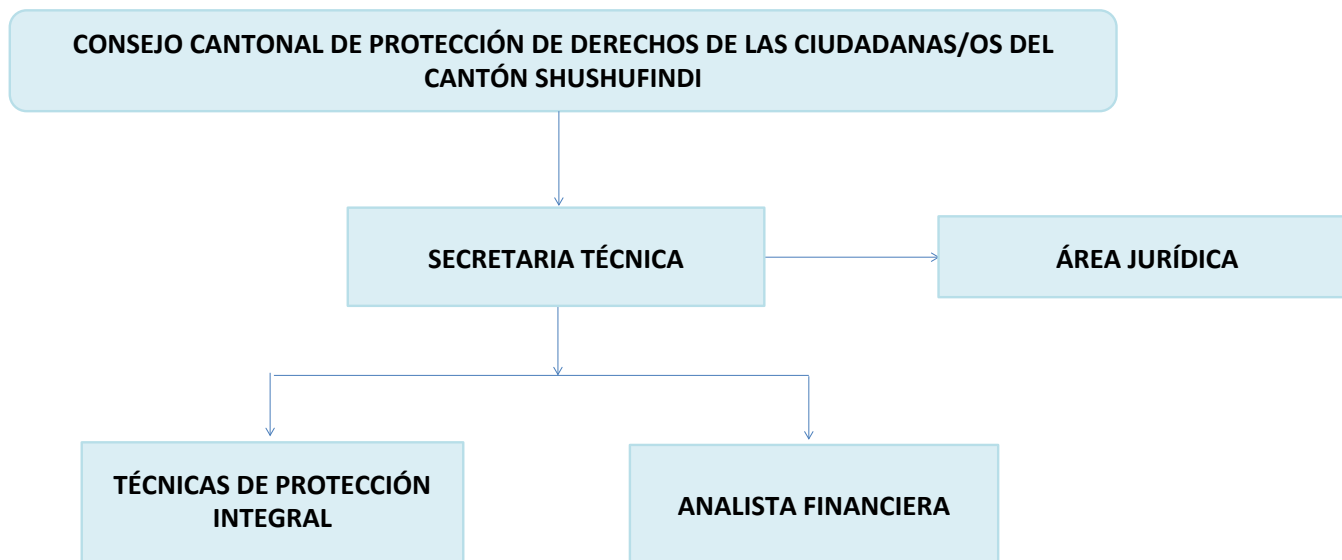 CONSEJO CANTONAL DE PROTECCIÓN DE DERECHOS DE LAS CIUDADANAS/OS DEL
CANTÓN SHUSHUFINDI
SECRETARIA TÉCNICA
ÁREA JURÍDICA
TÉCNICAS DE PROTECCIÓN
INTEGRAL
ANALISTA FINANCIERA